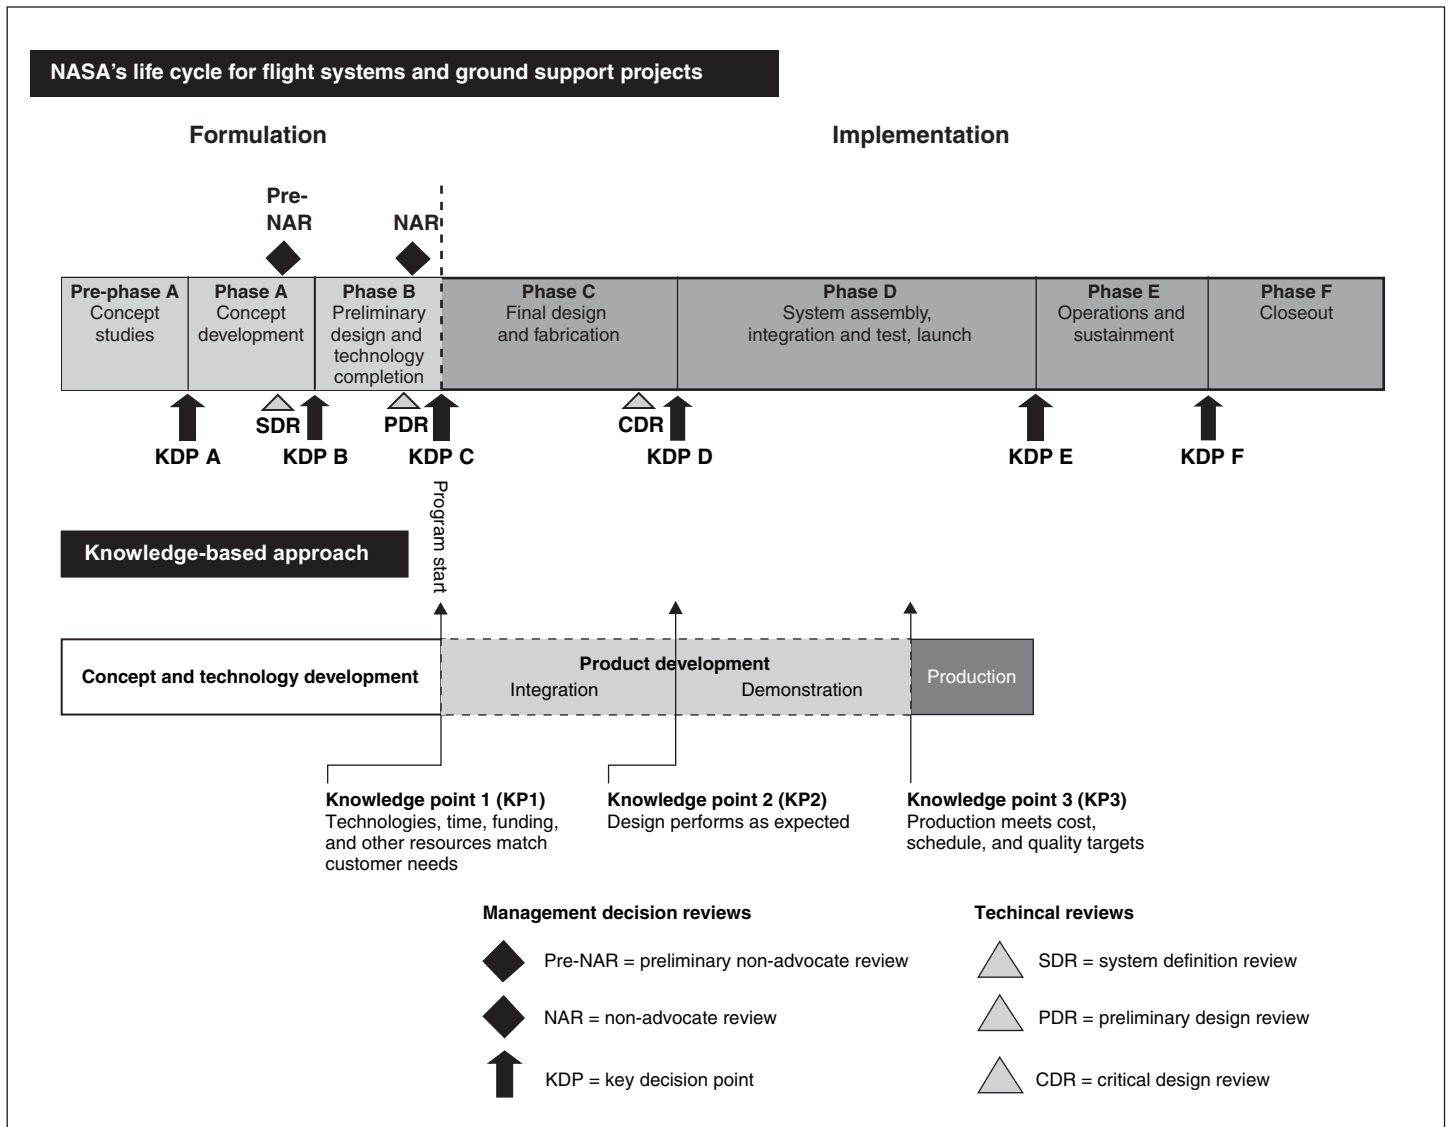 NASA's life cycle for flight systems and ground support projects
Formulation
Implementation
Pre-
NAR
NAR
Pre-phase A
Concept
studies
Phase A
Concept
development
Phase B
Preliminary
design and
technology
completion
Phase C
Final design
and fabrication
Phase D
System assembly,
integration and test, launch
Phase E
Operations and
sustainment
Phase F
Closeout
SDR
PDR
CDR
KDP A
KDP B
KDP C
KDP D
KDP E
KDP F
Program start
Knowledge-based approach
Concept and technology development
Product development
Integration
Demonstration
Production
Knowledge point 1 (KP1)
Technologies, time, funding,
and other resources match
customer needs
Knowledge point 2 (KP2)
Design performs as expected
Knowledge point 3 (KP3)
Production meets cost,
schedule, and quality targets
Management decision reviews
Pre-NAR = preliminary non-advocate review
NAR = non-advocate review
KDP = key decision point
Techincal reviews
SDR = system definition review
PDR = preliminary design review
CDR = critical design review